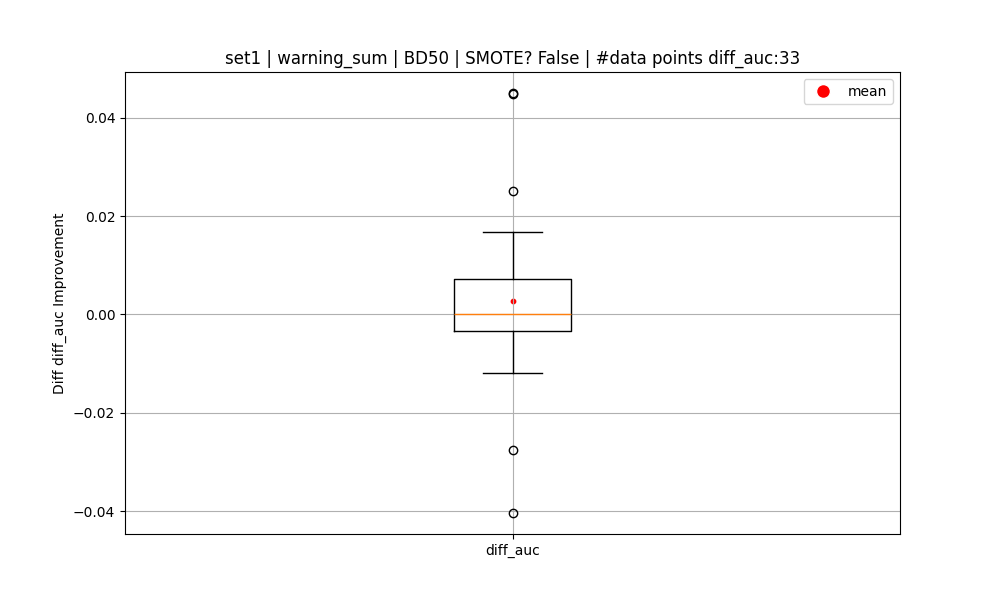 set1 | warning_sum | BD50 | SMOTE? False | #data points diff_auc:33
mean
Diff diff_auc Improvement
0.04
0.02
0.00
−0.02
−0.04
diff_auc